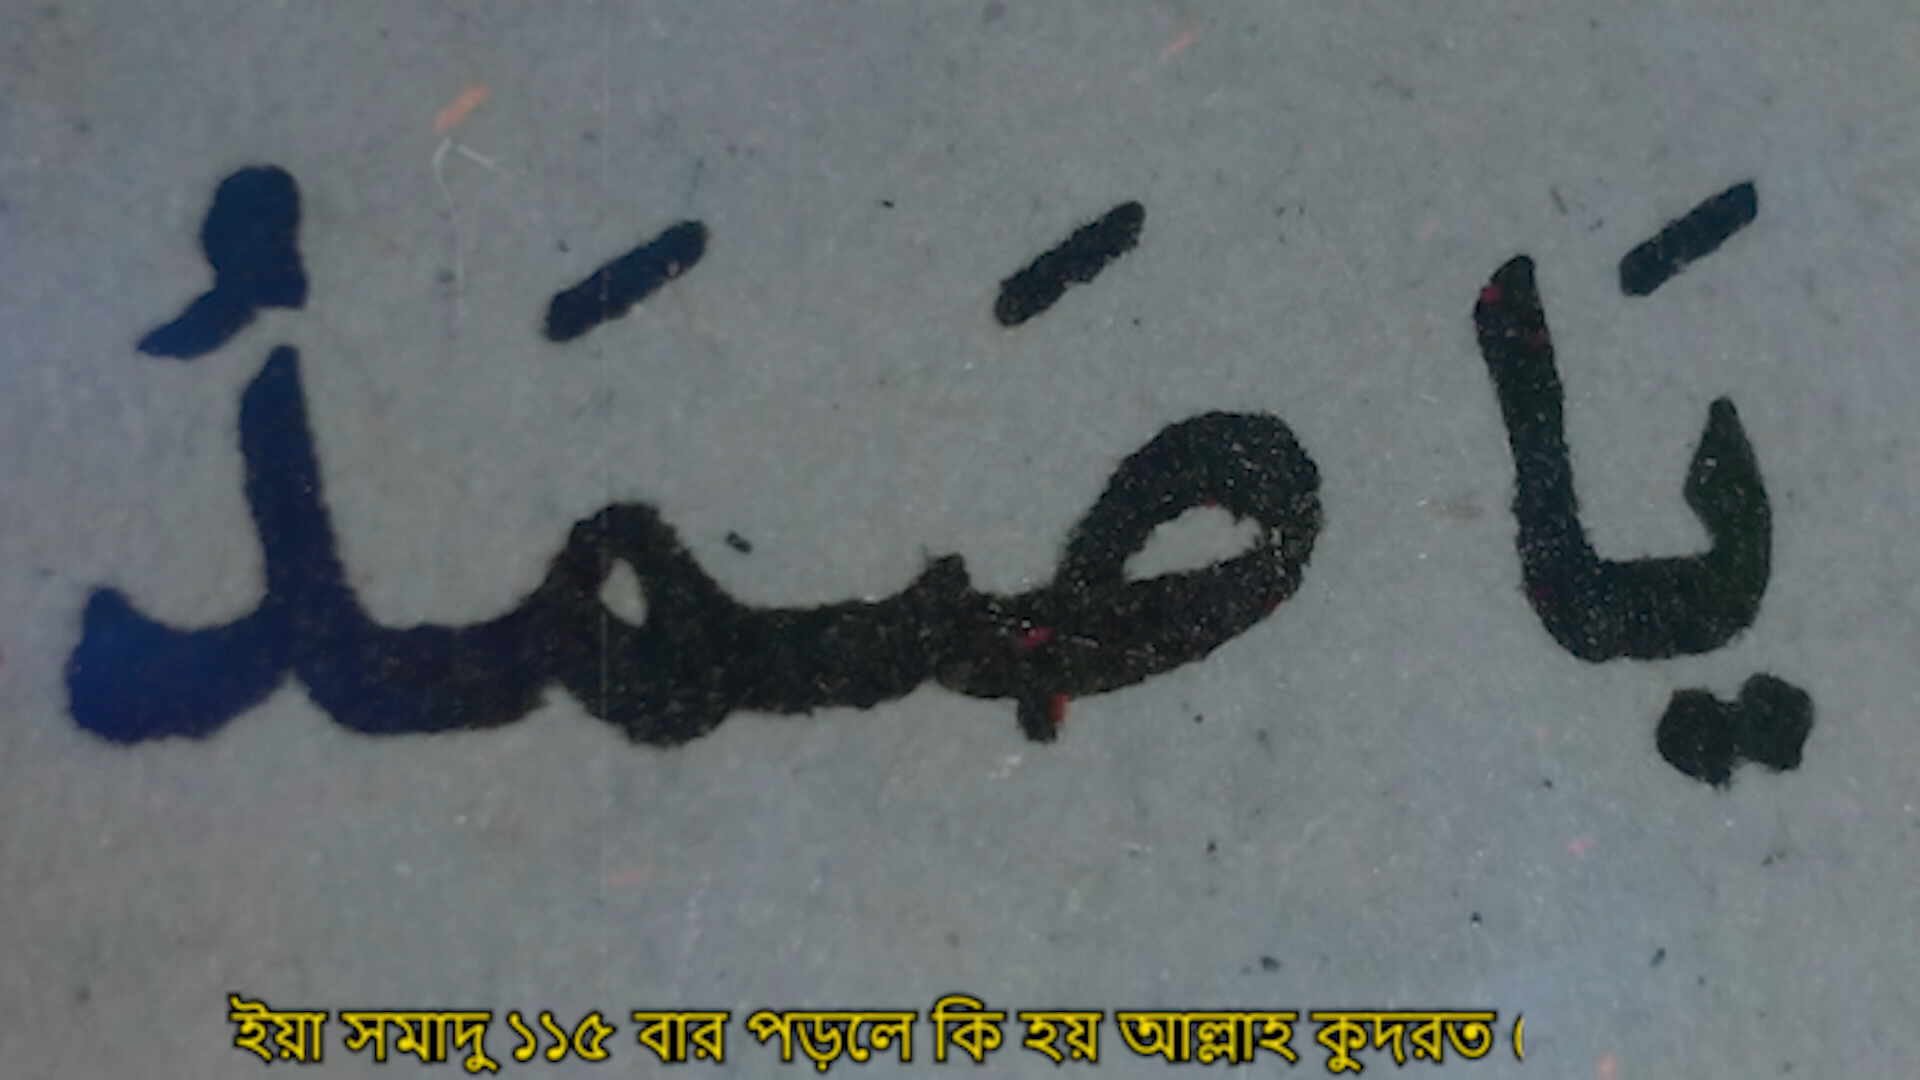 يَا صَمَدُ
ইয়া সমাদু ১১৫ বার পড়লে কি হয় আল্লাহ কুদরত